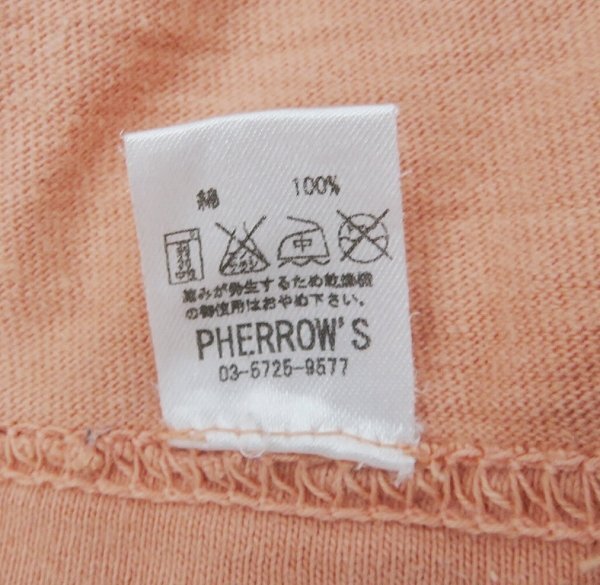 綿 100%
中
縮みが発生するため乾燥機
の御使用はおやめ下さい。
PHERROW'S
03-5725-9577